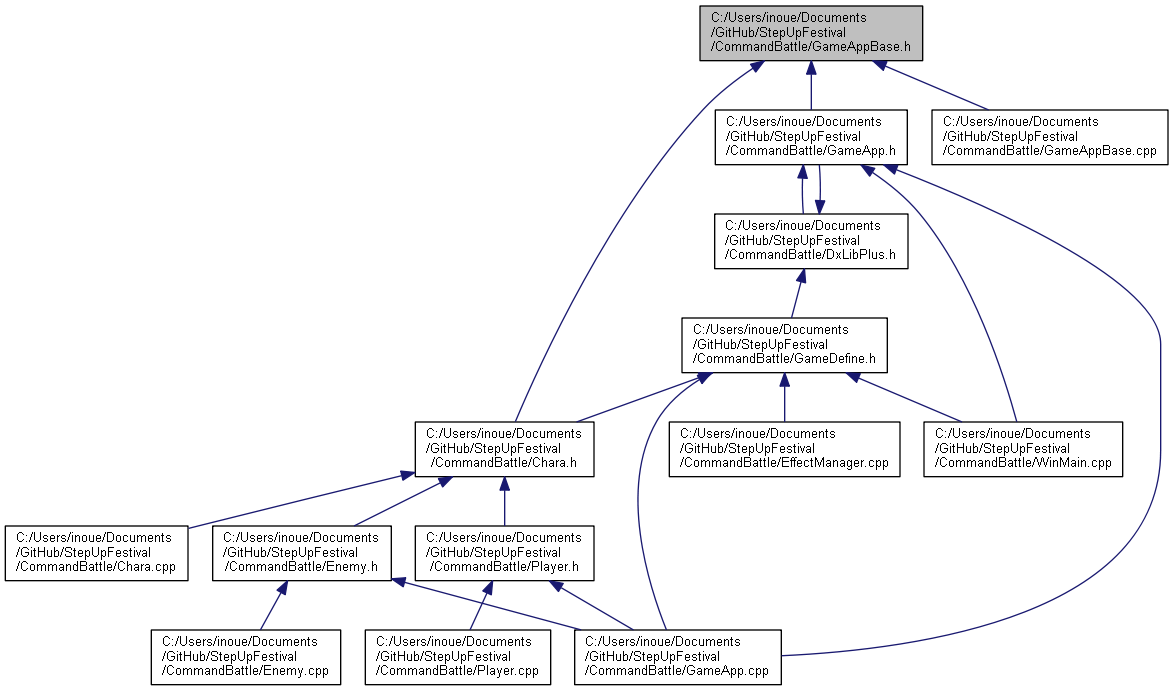 C:/Users/inoue/Documents
/GitHub/StepUpFestival
/CommandBattle/GameAppBase.h
C:/Users/inoue/Documents
/GitHub/StepUpFestival
/CommandBattle/GameApp.h
C:/Users/inoue/Documents
/GitHub/StepUpFestival
/CommandBattle/GameAppBase.cpp
C:/Users/inoue/Documents
/GitHub/StepUpFestival
/CommandBattle/DxLibPlus.h
C:/Users/inoue/Documents
/GitHub/StepUpFestival
/CommandBattle/GameDefine.h
C:/Users/inoue/Documents
/GitHub/StepUpFestival
/CommandBattle/Chara.h
C:/Users/inoue/Documents
/GitHub/StepUpFestival
/CommandBattle/EffectManager.cpp
C:/Users/inoue/Documents
/GitHub/StepUpFestival
/CommandBattle/WinMain.cpp
C:/Users/inoue/Documents
/GitHub/StepUpFestival
/CommandBattle/Chara.cpp
C:/Users/inoue/Documents
/GitHub/StepUpFestival
/CommandBattle/Enemy.h
C:/Users/inoue/Documents
/GitHub/StepUpFestival
/CommandBattle/Player.h
C:/Users/inoue/Documents
/GitHub/StepUpFestival
/CommandBattle/Enemy.cpp
C:/Users/inoue/Documents
/GitHub/StepUpFestival
/CommandBattle/Player.cpp
C:/Users/inoue/Documents
/GitHub/StepUpFestival
/CommandBattle/GameApp.cpp